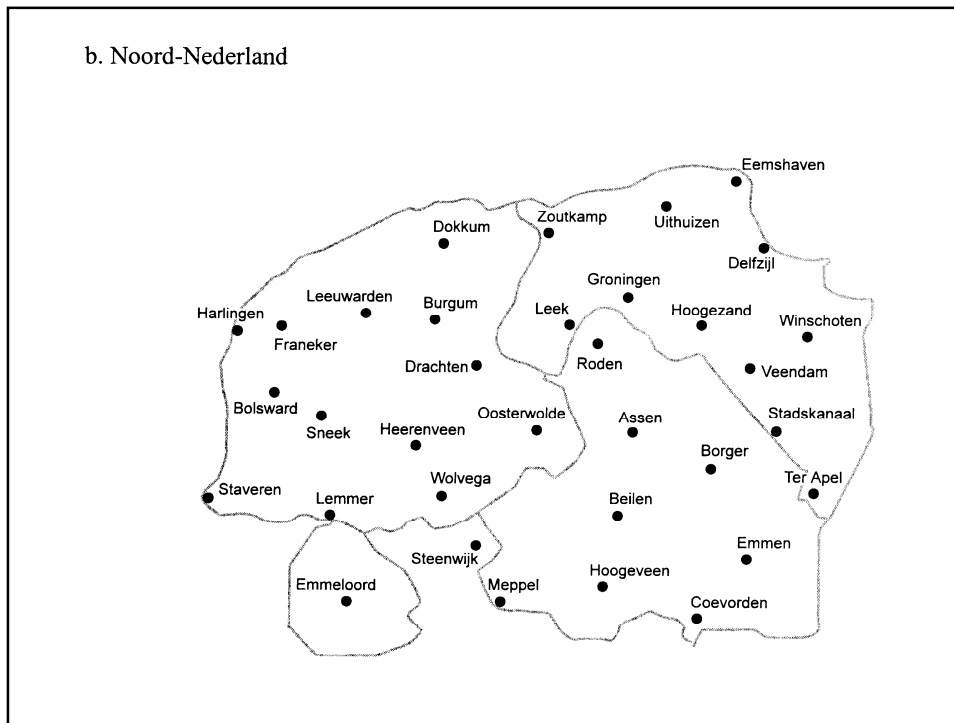 b. Noord-Nederland
Eemshaven
Zoutkamp
Uithuizen
Dokkum
Delfzijl
Groningen
Leeuwarden
Burgum
Harlingen
Leek
Hoogezand
Winschoten
Franeker
Roden
Drachten
Veendam
Bolsward
Oosterwolde
Assen
Stadskanaal
Sneek
Heerenveen
Borger
Staveren
Wolvega
Ter Apel
Lemmer
Beilen
Steenwijk
Emmen
Emmeloord
Meppel
Hoogeveen
Coevorden